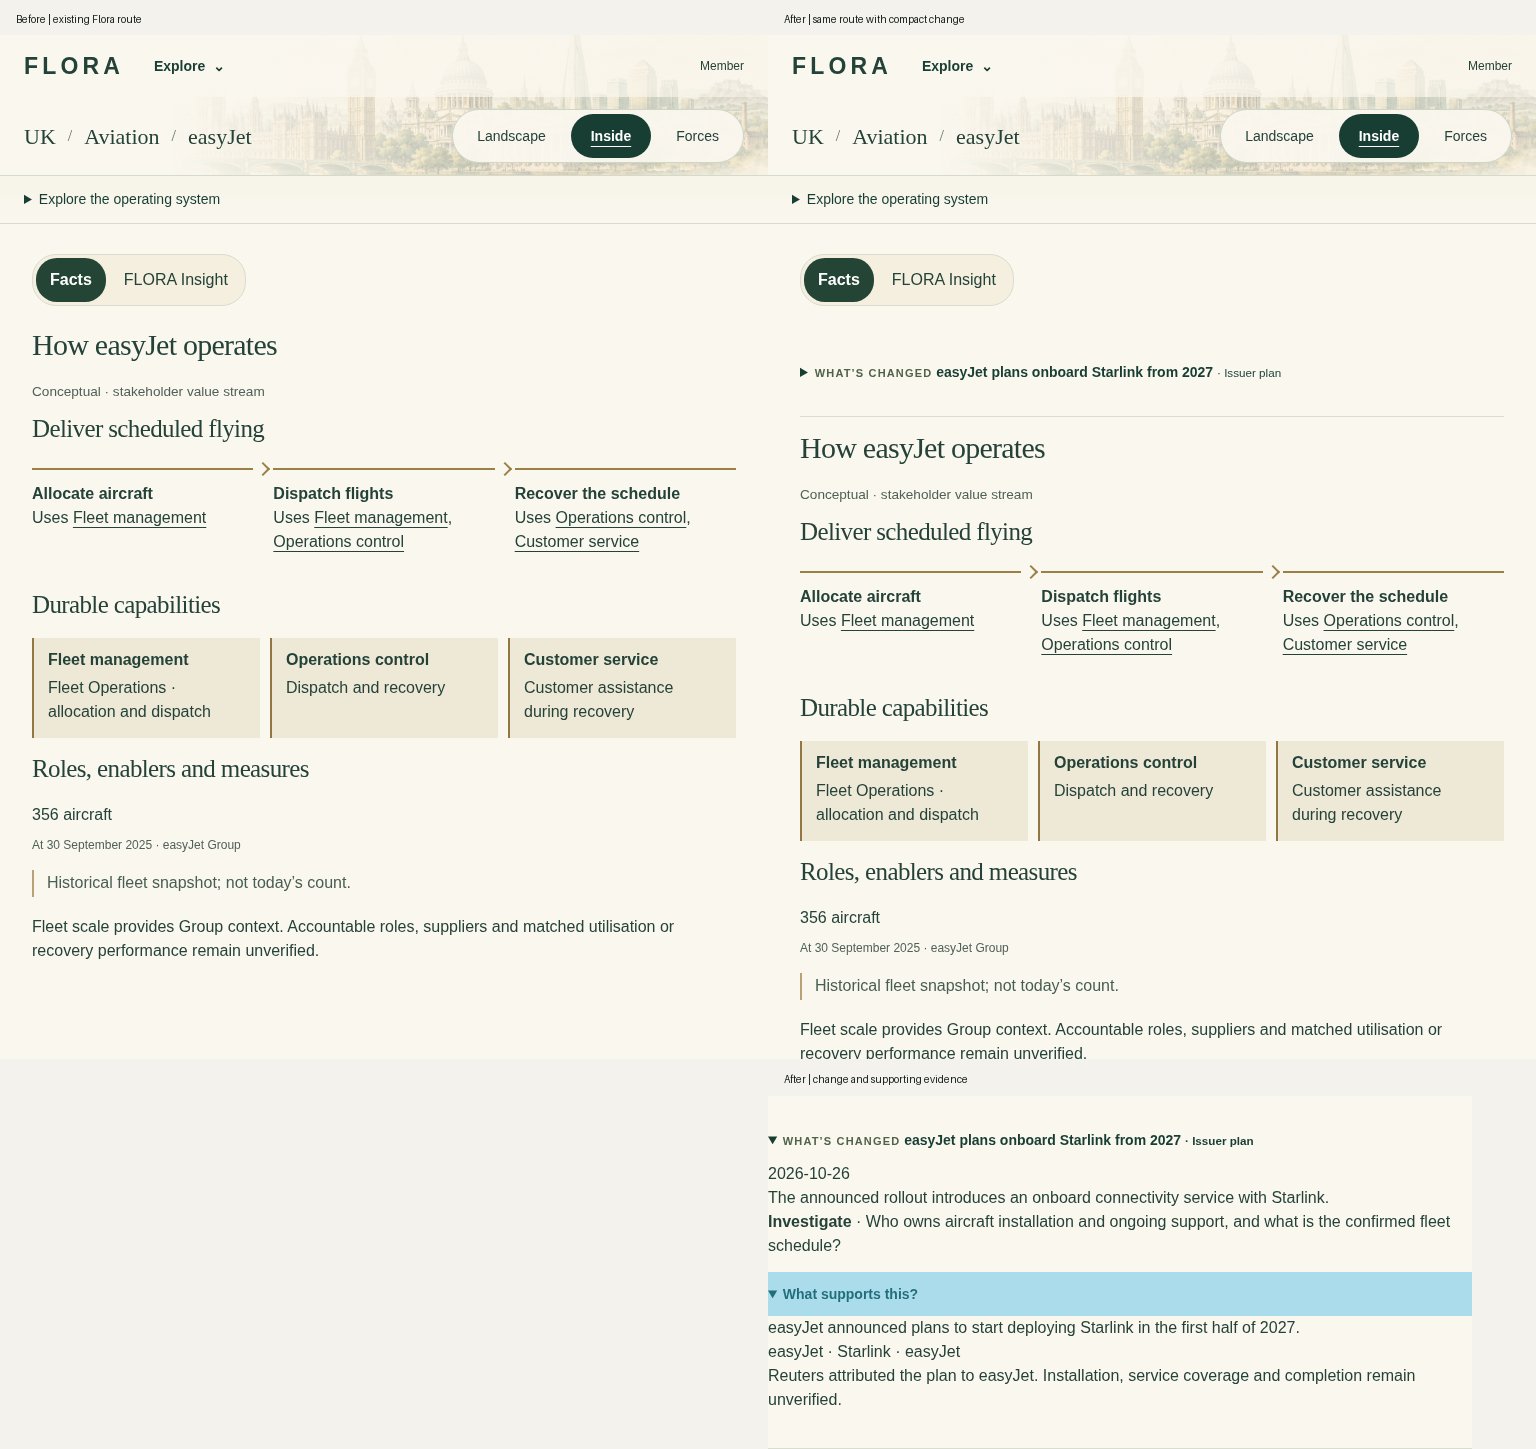 Before | existing Flora route
FLORA Explore ⌄ Member
UK / Aviation / easyJet Landscape Inside Forces
▶ Explore the operating system
Facts FLORA Insight
How easyJet operates
Conceptual · stakeholder value stream
Deliver scheduled flying
Allocate aircraft
Uses Fleet management
Dispatch flights
Uses Fleet management,
Operations control
Recover the schedule
Uses Operations control,
Customer service
Durable capabilities
Fleet management
Fleet Operations ·
allocation and dispatch
Operations control
Dispatch and recovery
Customer service
Customer assistance
during recovery
Roles, enablers and measures
356 aircraft
At 30 September 2025 · easyJet Group
Historical fleet snapshot; not today’s count.
Fleet scale provides Group context. Accountable roles, suppliers and matched utilisation or
recovery performance remain unverified.
After | same route with compact change
FLORA Explore ⌄ Member
UK / Aviation / easyJet Landscape Inside Forces
▶ Explore the operating system
Facts FLORA Insight
▶ WHAT’S CHANGED easyJet plans onboard Starlink from 2027 · Issuer plan
How easyJet operates
Conceptual · stakeholder value stream
Deliver scheduled flying
Allocate aircraft
Uses Fleet management
Dispatch flights
Uses Fleet management,
Operations control
Recover the schedule
Uses Operations control,
Customer service
Durable capabilities
Fleet management
Fleet Operations ·
allocation and dispatch
Operations control
Dispatch and recovery
Customer service
Customer assistance
during recovery
Roles, enablers and measures
356 aircraft
At 30 September 2025 · easyJet Group
Historical fleet snapshot; not today’s count.
Fleet scale provides Group context. Accountable roles, suppliers and matched utilisation or
recovery performance remain unverified.
After | change and supporting evidence
▼ WHAT’S CHANGED easyJet plans onboard Starlink from 2027 · Issuer plan
2026-10-26
The announced rollout introduces an onboard connectivity service with Starlink.
Investigate · Who owns aircraft installation and ongoing support, and what is the confirmed fleet
schedule?
▼ What supports this?
easyJet announced plans to start deploying Starlink in the first half of 2027.
easyJet · Starlink · easyJet
Reuters attributed the plan to easyJet. Installation, service coverage and completion remain
unverified.